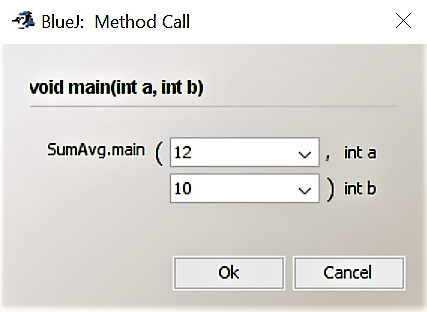 BlueJ: Method Call
void main(int a, int b)
SumAvg.main ( 12 , int a
10 ) int b
Ok Cancel